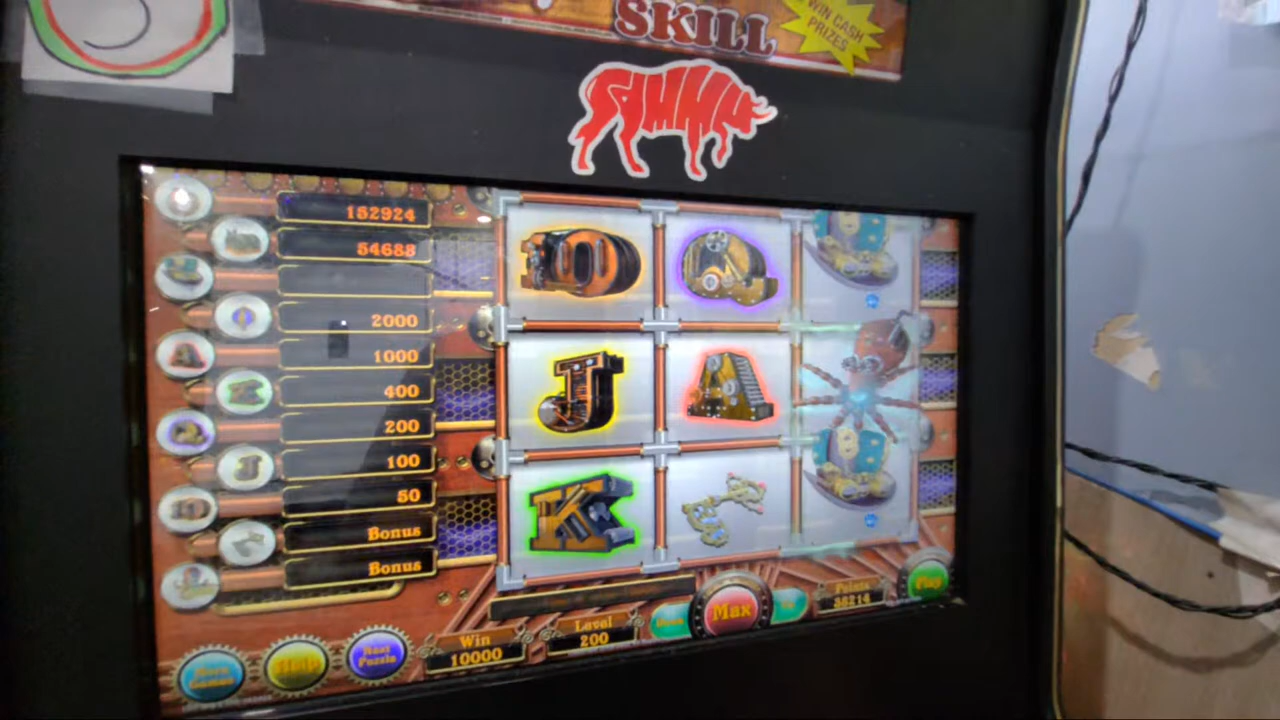 SKILL
WIN CASH
PRIZES
152924
54688
2000
1000
400
200
100
50
Bonus
Bonus
O
J
A
K
Help
Next
Puzzle
Win
10000
Level
200
Max
Points
Play